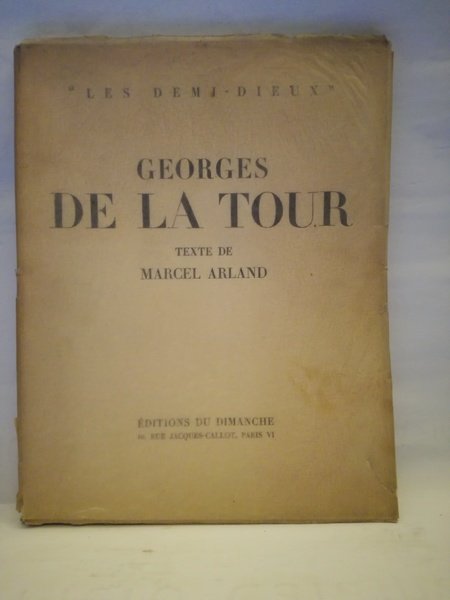 "LES DEMI-DIEUX"
GEORGES
DE LA TOUR
TEXTE DE
MARCEL ARLAND
ÉDITIONS DU DIMANCHE
RUE JACQUES-CALLOT, PARIS VI